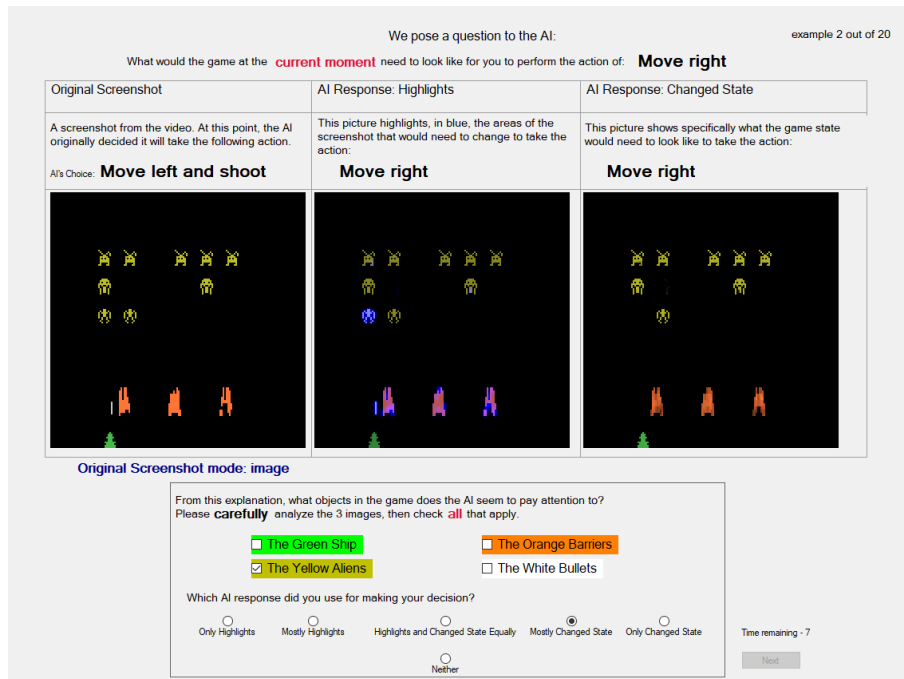 We pose a question to the AI:
example 2 out of 20
What would the game at the current moment need to look like for you to perform the action of: Move right
Original Screenshot
AI Response: Highlights
AI Response: Changed State
A screenshot from the video. At this point, the AI
originally decided it will take the following action.
AI's Choice: Move left and shoot
This picture highlights, in blue, the areas of the
screenshot that would need to change to take the
action:
Move right
This picture shows specifically what the game state
would need to look like to take the action:
Move right
Original Screenshot mode: image
From this explanation, what objects in the game does the AI seem to pay attention to?
Please carefully analyze the 3 images, then check all that apply.
The Green Ship
The Orange Barriers
The Yellow Aliens
The White Bullets
Which AI response did you use for making your decision?
Only Highlights
Mostly Highlights
Highlights and Changed State Equally
Mostly Changed State
Only Changed State
Neither
Time remaining - 7
Next